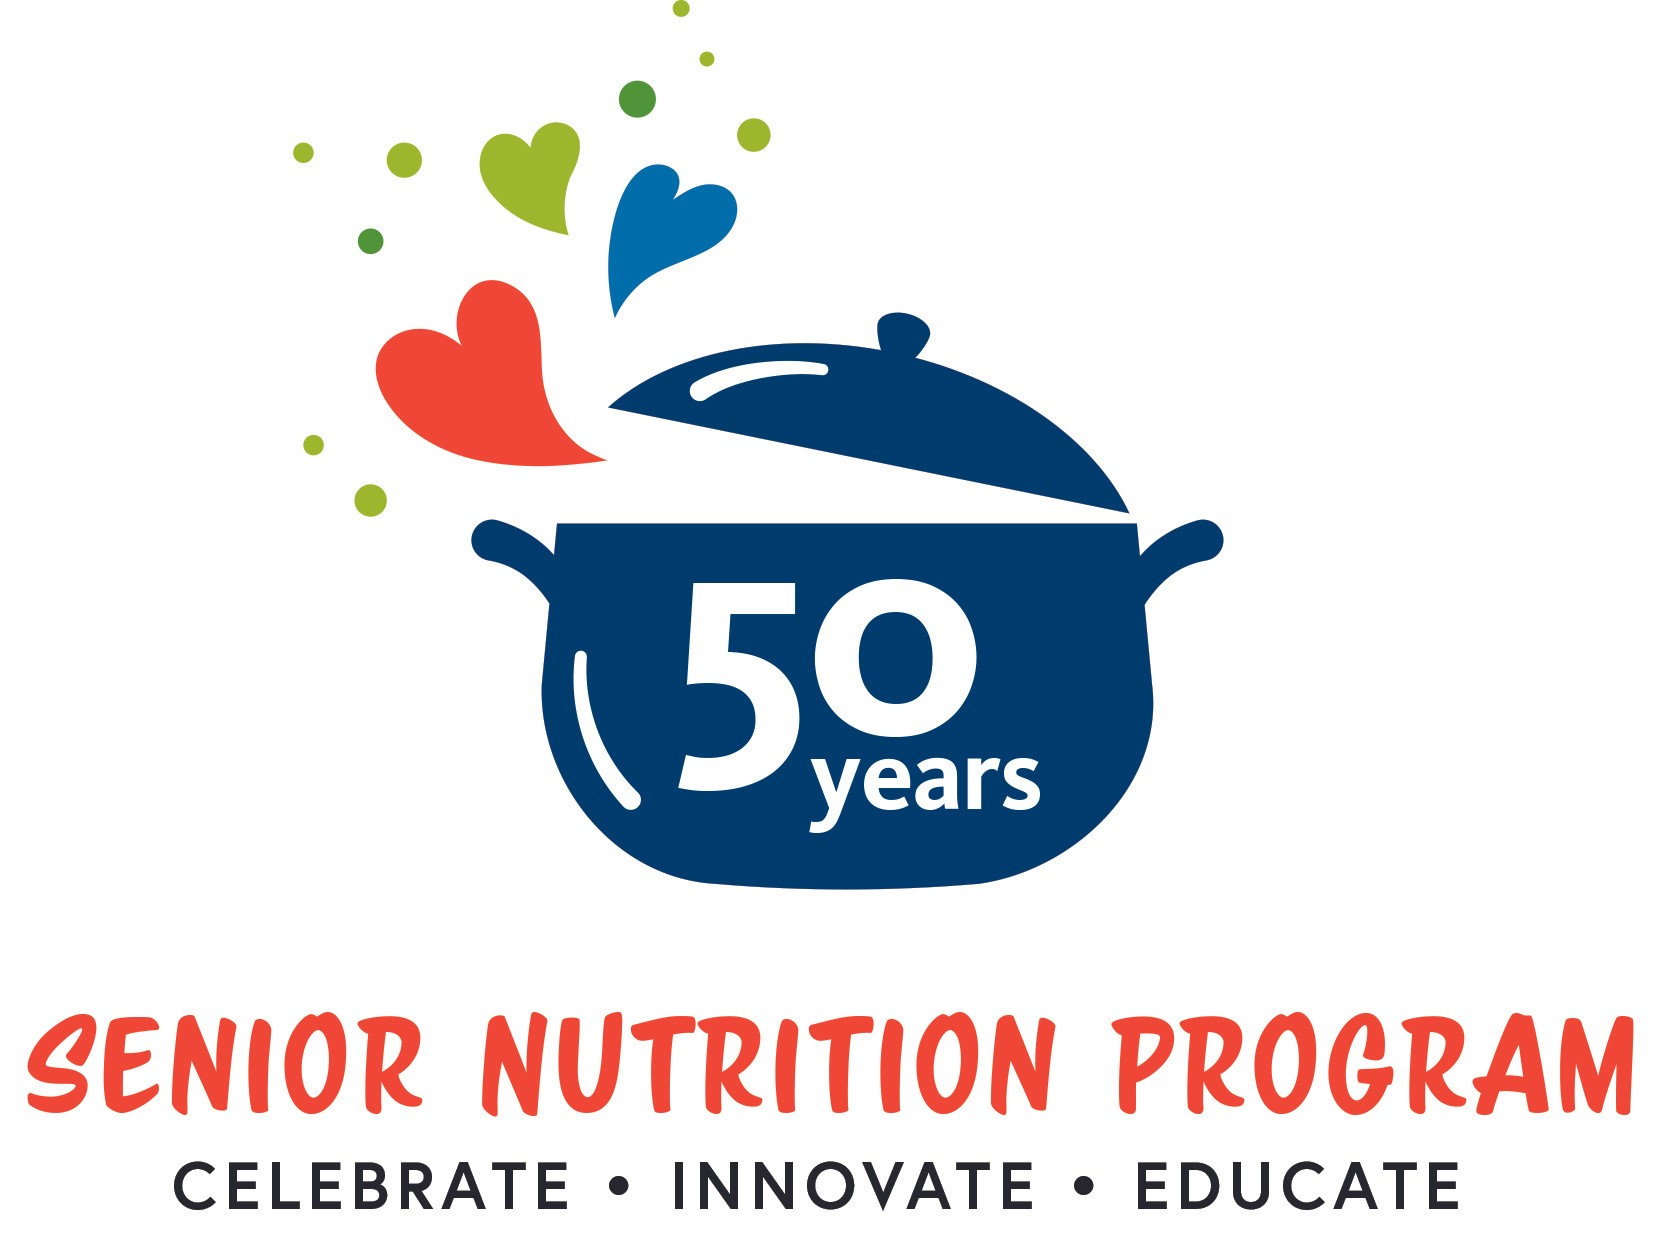 50
years
SENIOR NUTRITION PROGRAM
CELEBRATE • INNOVATE • EDUCATE